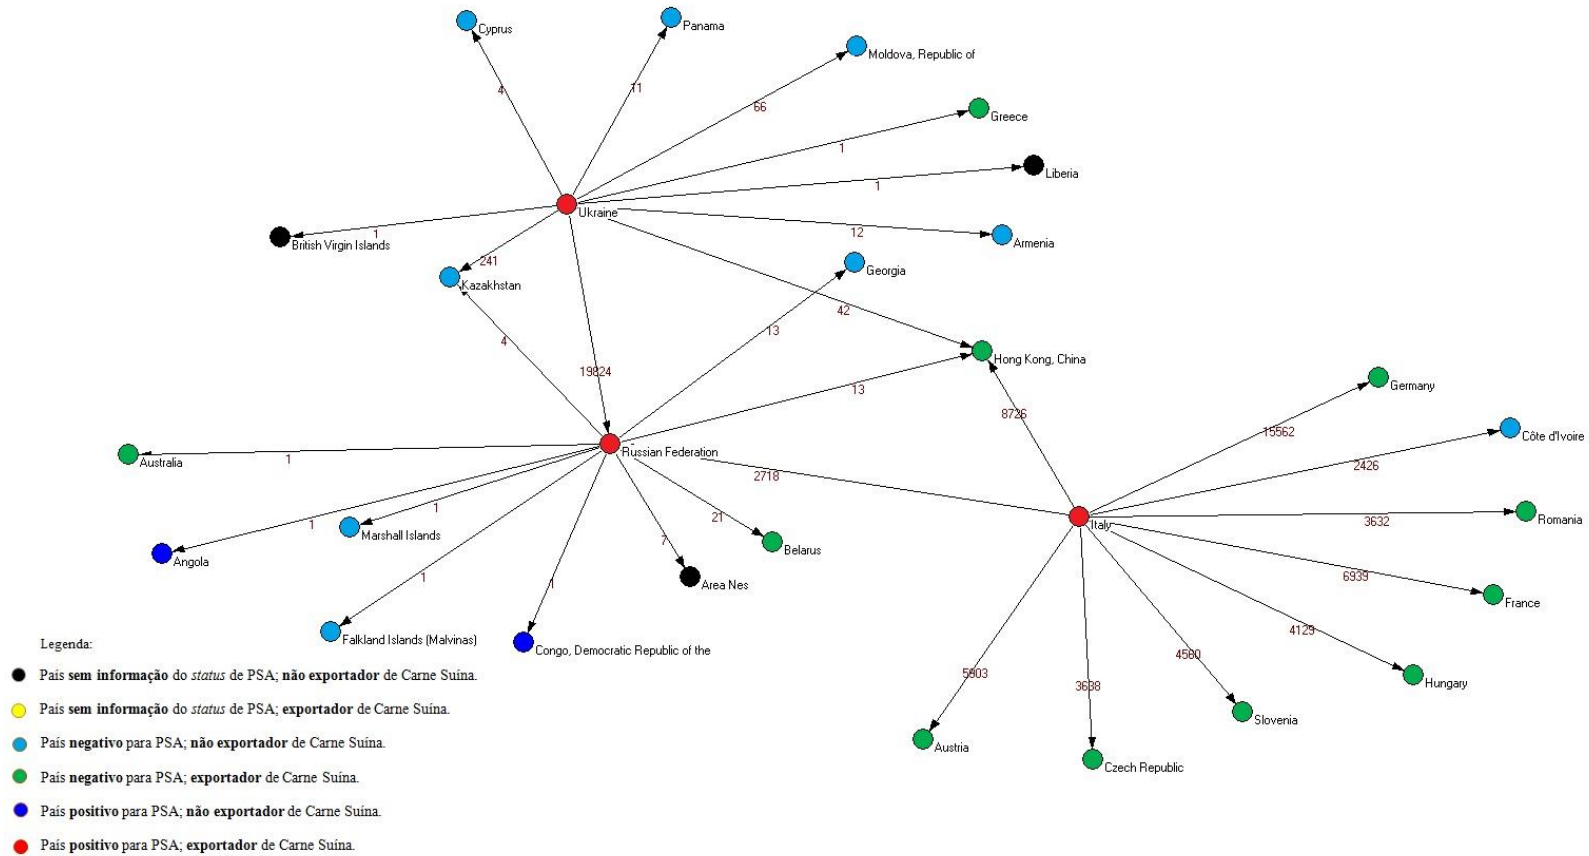 Cyprus
Panama
Moldova, Republic of
4
11
66
Greece
1
Liberia
1
Ukraine
British Virgin Islands
1
12
Armenia
241
Kazakhstan
Georgia
42
4
13
19824
Hong Kong, China
13
8726
Germany
15562
Côte d'Ivoire
2426
Russian Federation
2718
Australia
1
1
1
Marshall Islands
Angola
21
7
Belarus
Area Nes
Italy
3632
Romania
6939
France
1
1
Falkland Islands (Malvinas)
Congo, Democratic Republic of the
4129
Hungary
4560
Slovenia
5903
Austria
3638
Czech Republic
Legenda:
País sem informação do status de PSA; não exportador de Carne Suína.
País sem informação do status de PSA; exportador de Carne Suína.
País negativo para PSA; não exportador de Carne Suína.
País negativo para PSA; exportador de Carne Suína.
País positivo para PSA; não exportador de Carne Suína.
País positivo para PSA; exportador de Carne Suína.